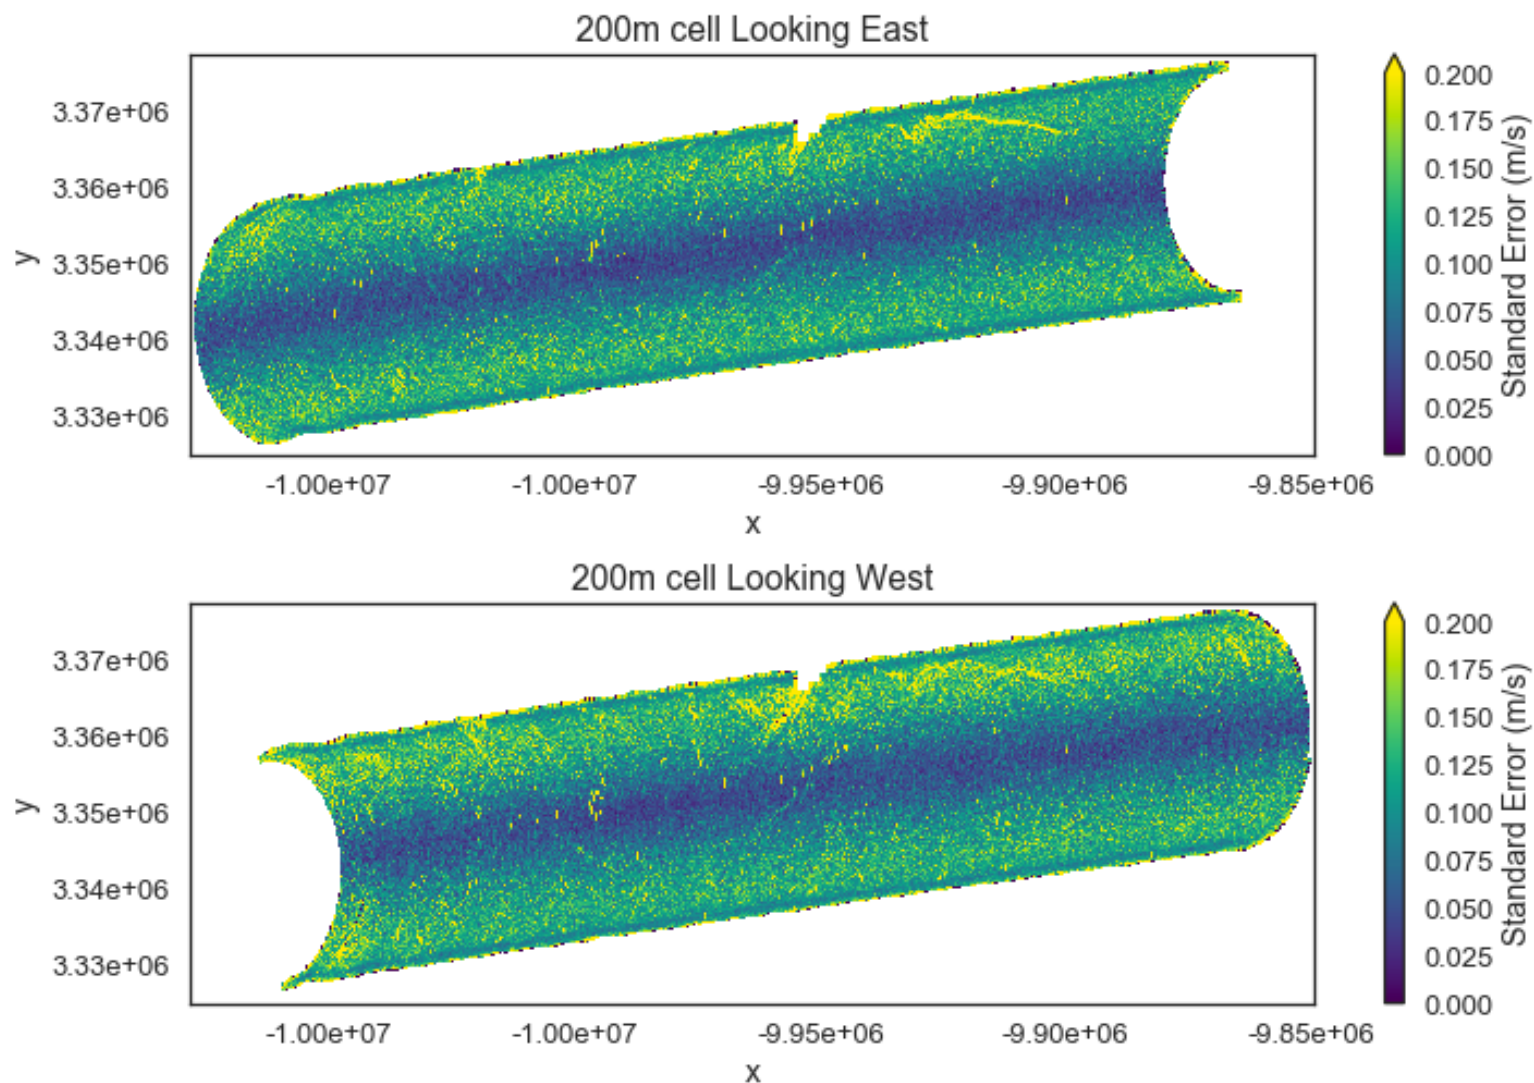 200m cell Looking East
3.37e+06
3.36e+06
3.35e+06
3.34e+06
3.33e+06
y
-1.00e+07 -1.00e+07 -9.95e+06 -9.90e+06 -9.85e+06
x
0.200
0.175
0.150
0.125
0.100
0.075
0.050
0.025
0.000
Standard Error (m/s)
200m cell Looking West
3.37e+06
3.36e+06
3.35e+06
3.34e+06
3.33e+06
y
-1.00e+07 -1.00e+07 -9.95e+06 -9.90e+06 -9.85e+06
x
0.200
0.175
0.150
0.125
0.100
0.075
0.050
0.025
0.000
Standard Error (m/s)